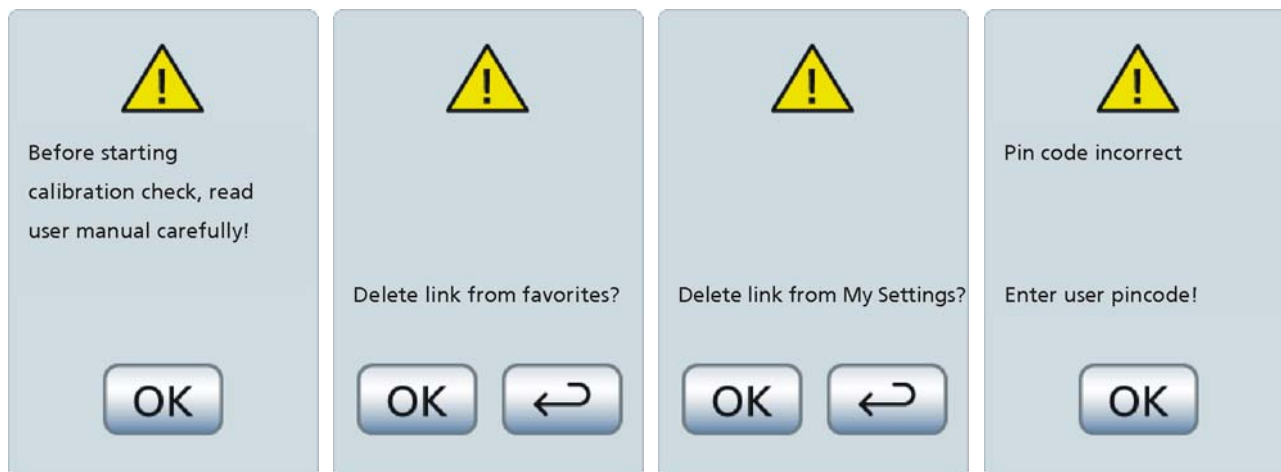 Before starting
calibration check, read
user manual carefully!
OK
Delete link from favorites?
OK
Delete link from My Settings?
OK
Pin code incorrect
Enter user pincode!
OK